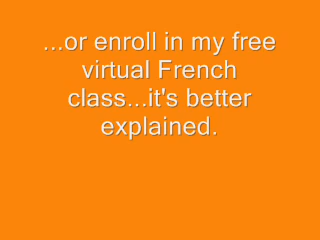 ...or enroll in my free
virtual French
class...it's better
explained.